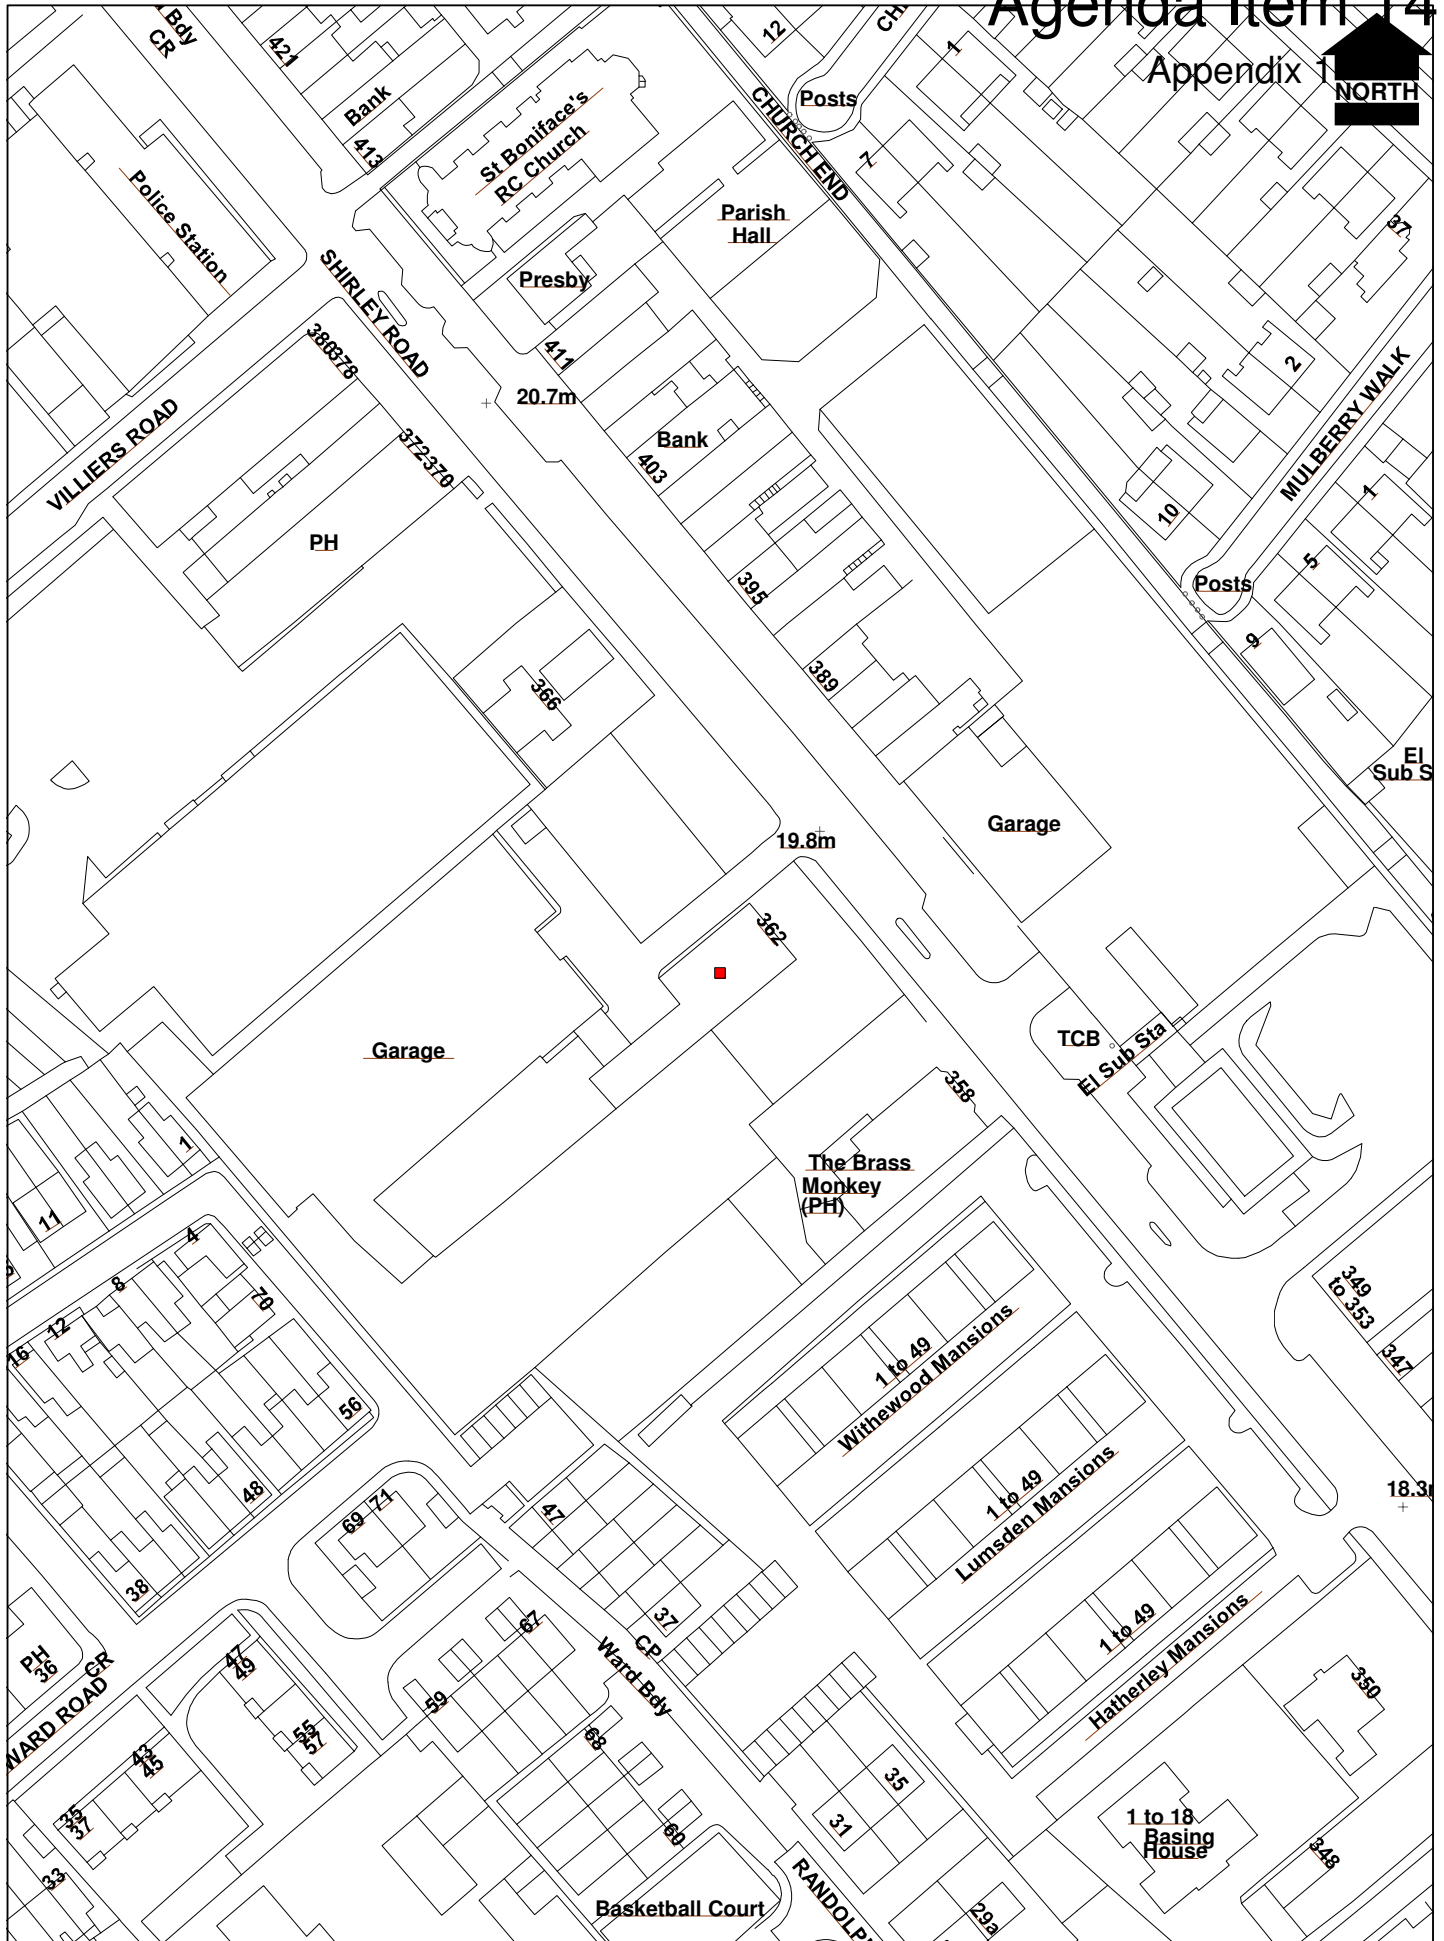 Agenda Item 14
Appendix 1
NORTH
Bdy
CR
421
Bank
413
St Boniface's
RC Church
12
Posts
1
CHURCH END
7
Police Station
Parish
Hall
37
SHIRLEY ROAD
Presby
380
378
411
2
20.7m
MULBERRY WALK
VILLIERS ROAD
372
370
Bank
403
1
10
PH
395
Posts
5
9
389
366
El
Sub S
Garage
19.8m
362
Garage
TCB
El Sub Sta
358
1
The Brass
Monkey
(PH)
11
4
8
70
12
16
349
to 353
347
1 to 49
Withewood Mansions
56
48
1 to 49
Lumsden Mansions
18.3
69
71
47
38
37
1 to 49
Hatherley Mansions
67
CP
Ward Bdy
PH
36
CR
47
49
59
350
WARD ROAD
55
57
68
43
45
35
31
60
35
37
1 to 18
Basing
House
348
33
Basketball Court
RANDOLP
29a